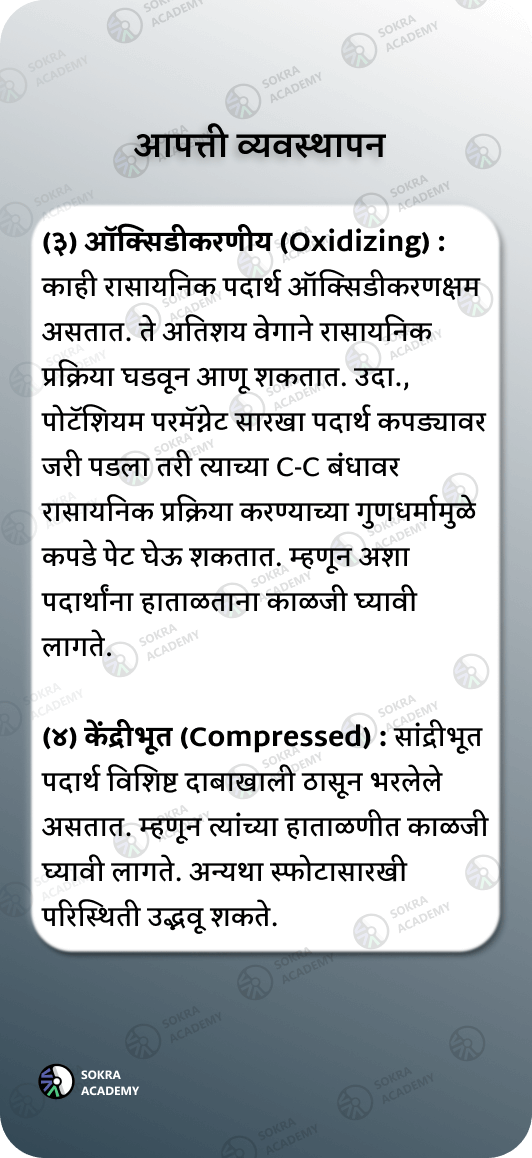 आपत्ती व्यवस्थापन
(३) ऑक्सिडीकरणीय (Oxidizing) :
काही रासायनिक पदार्थ ऑक्सिडीकरणक्षम
असतात. ते अतिशय वेगाने रासायनिक
प्रक्रिया घडवून आणू शकतात. उदा.,
पोटॅशियम परमॅग्नेट सारखा पदार्थ कपड्यावर
जरी पडला तरी त्याच्या C-C बंधावर
रासायनिक प्रक्रिया करण्याच्या गुणधर्मामुळे
कपडे पेट घेऊ शकतात. म्हणून अशा
पदार्थांना हाताळताना काळजी घ्यावी
लागते.
(४) केंद्रीभूत (Compressed) : सांद्रीभूत
पदार्थ विशिष्ट दाबाखाली ठासून भरलेले
असतात. म्हणून त्यांच्या हाताळणीत काळजी
घ्यावी लागते. अन्यथा स्फोटासारखी
परिस्थिती उद्भवू शकते.
SOKRA
ACADEMY